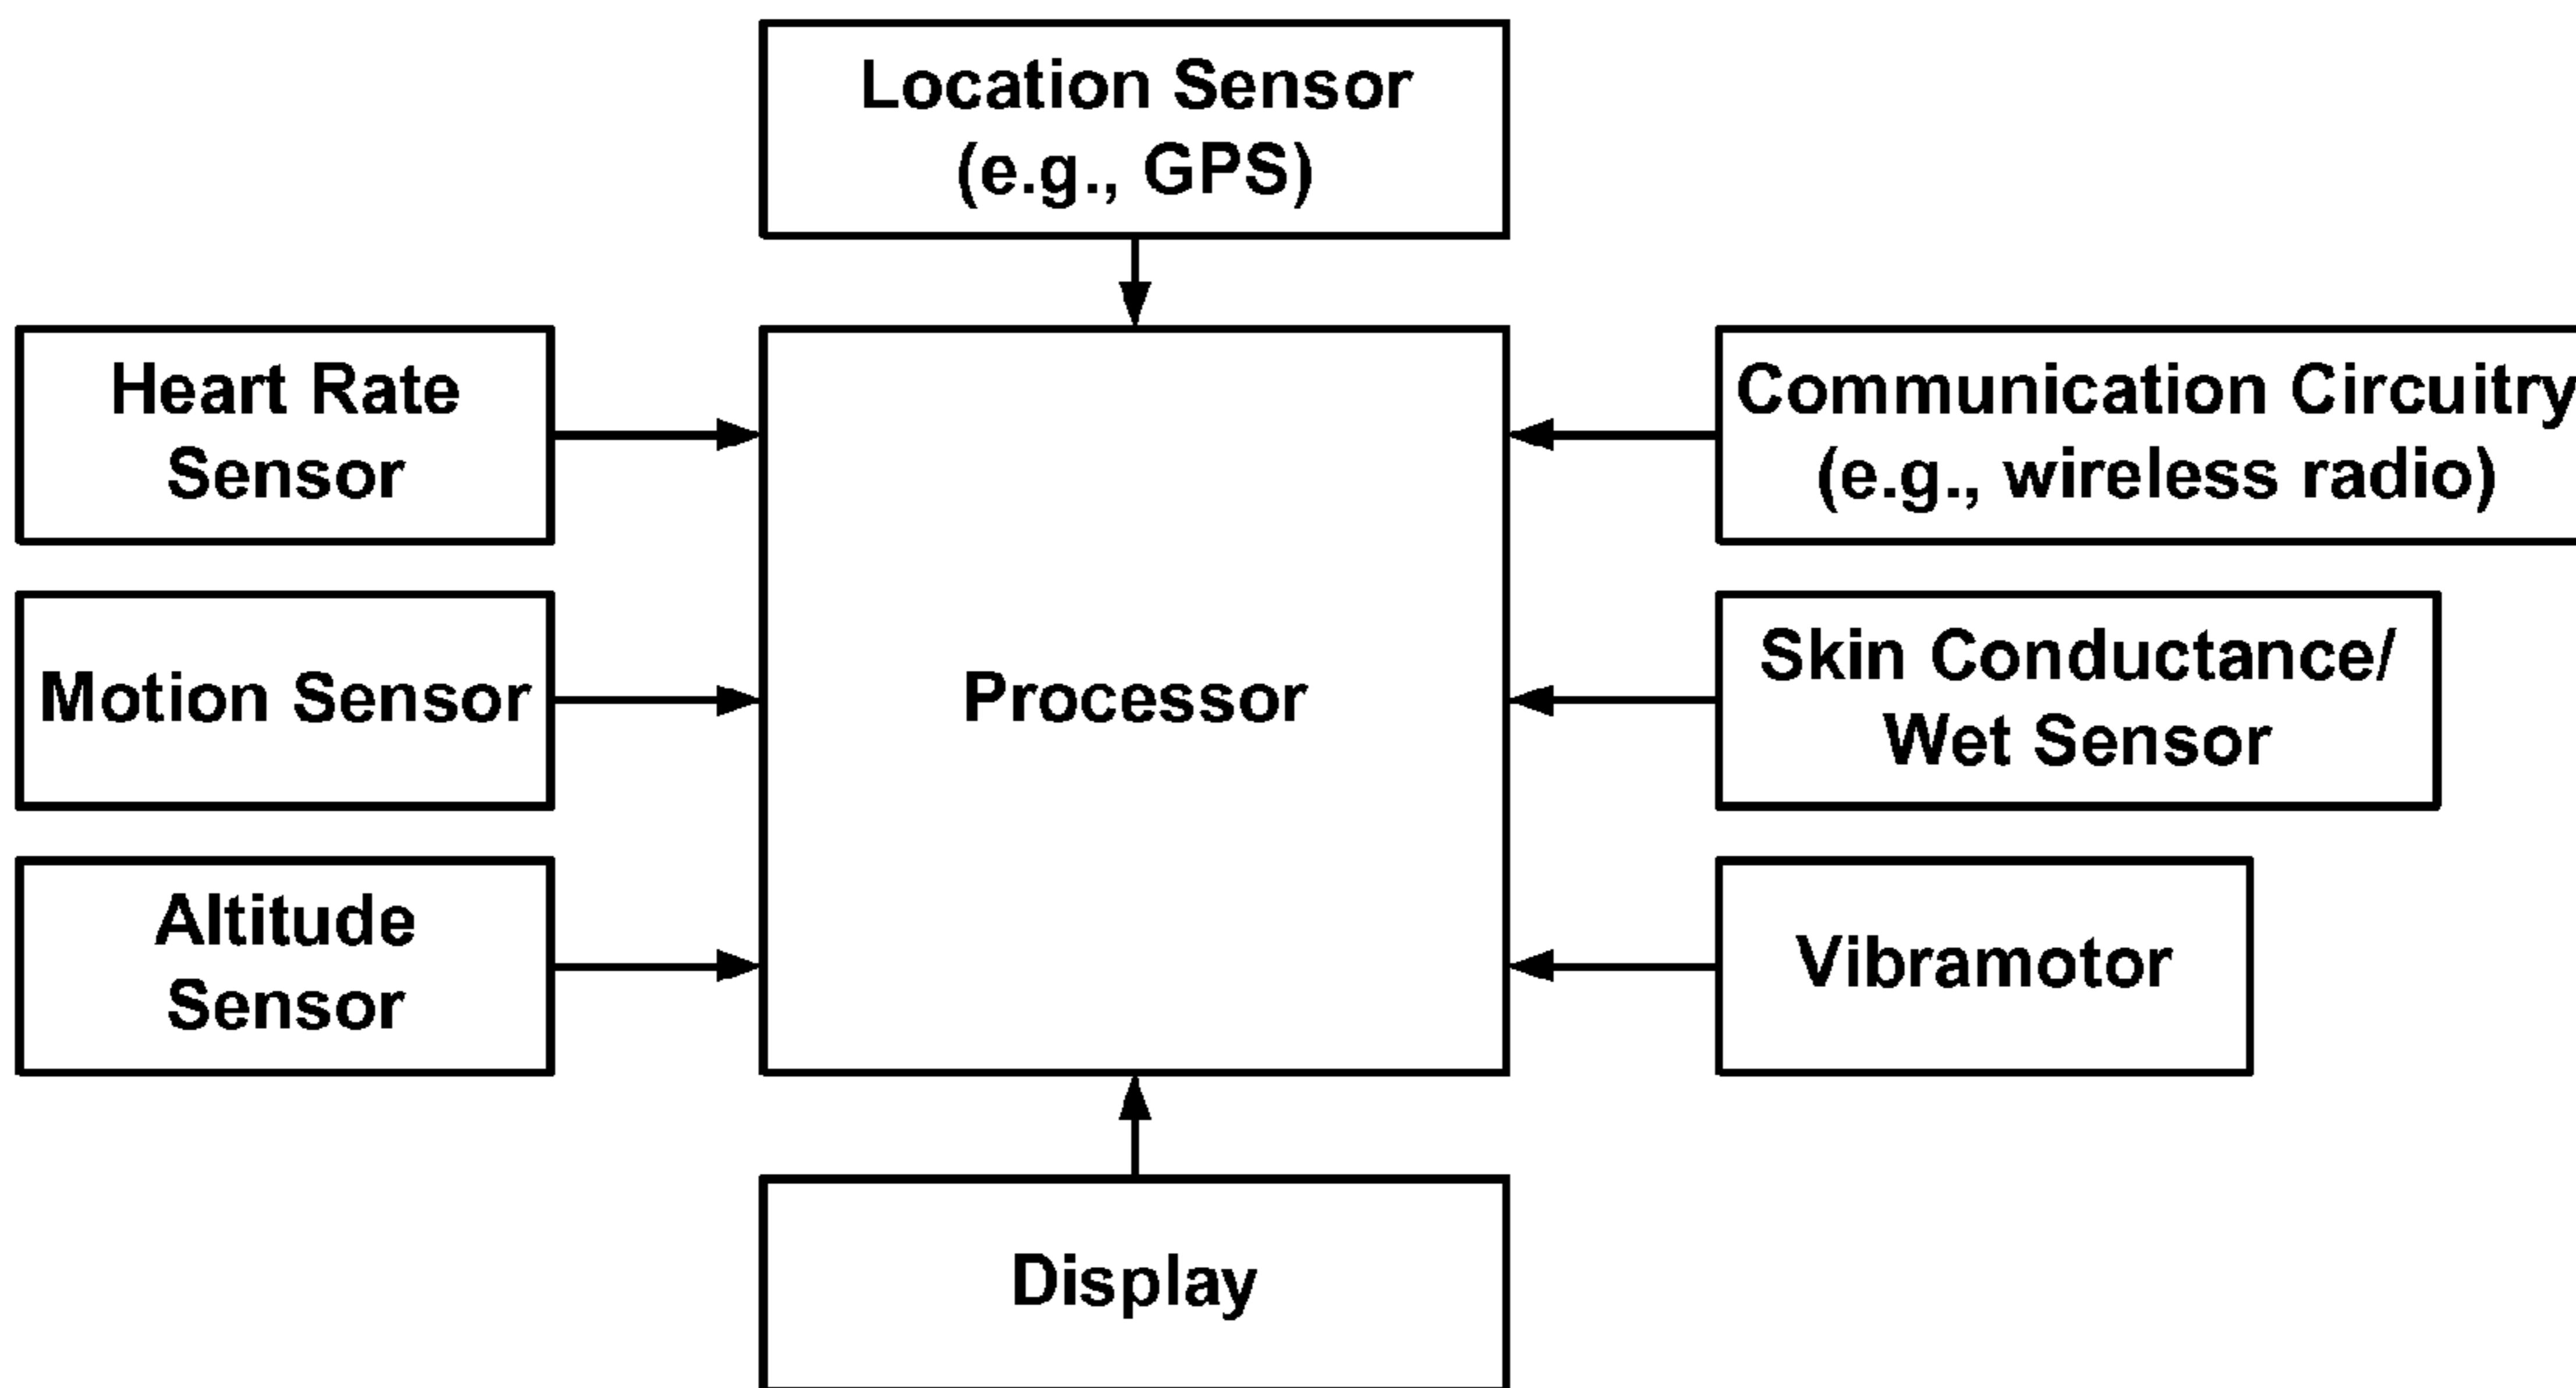 Location Sensor
(e.g., GPS)
Heart Rate
Sensor
Communication Circuitry
(e.g., wireless radio)
Motion Sensor
Processor
Skin Conductance/
Wet Sensor
Altitude
Sensor
Vibramotor
Display